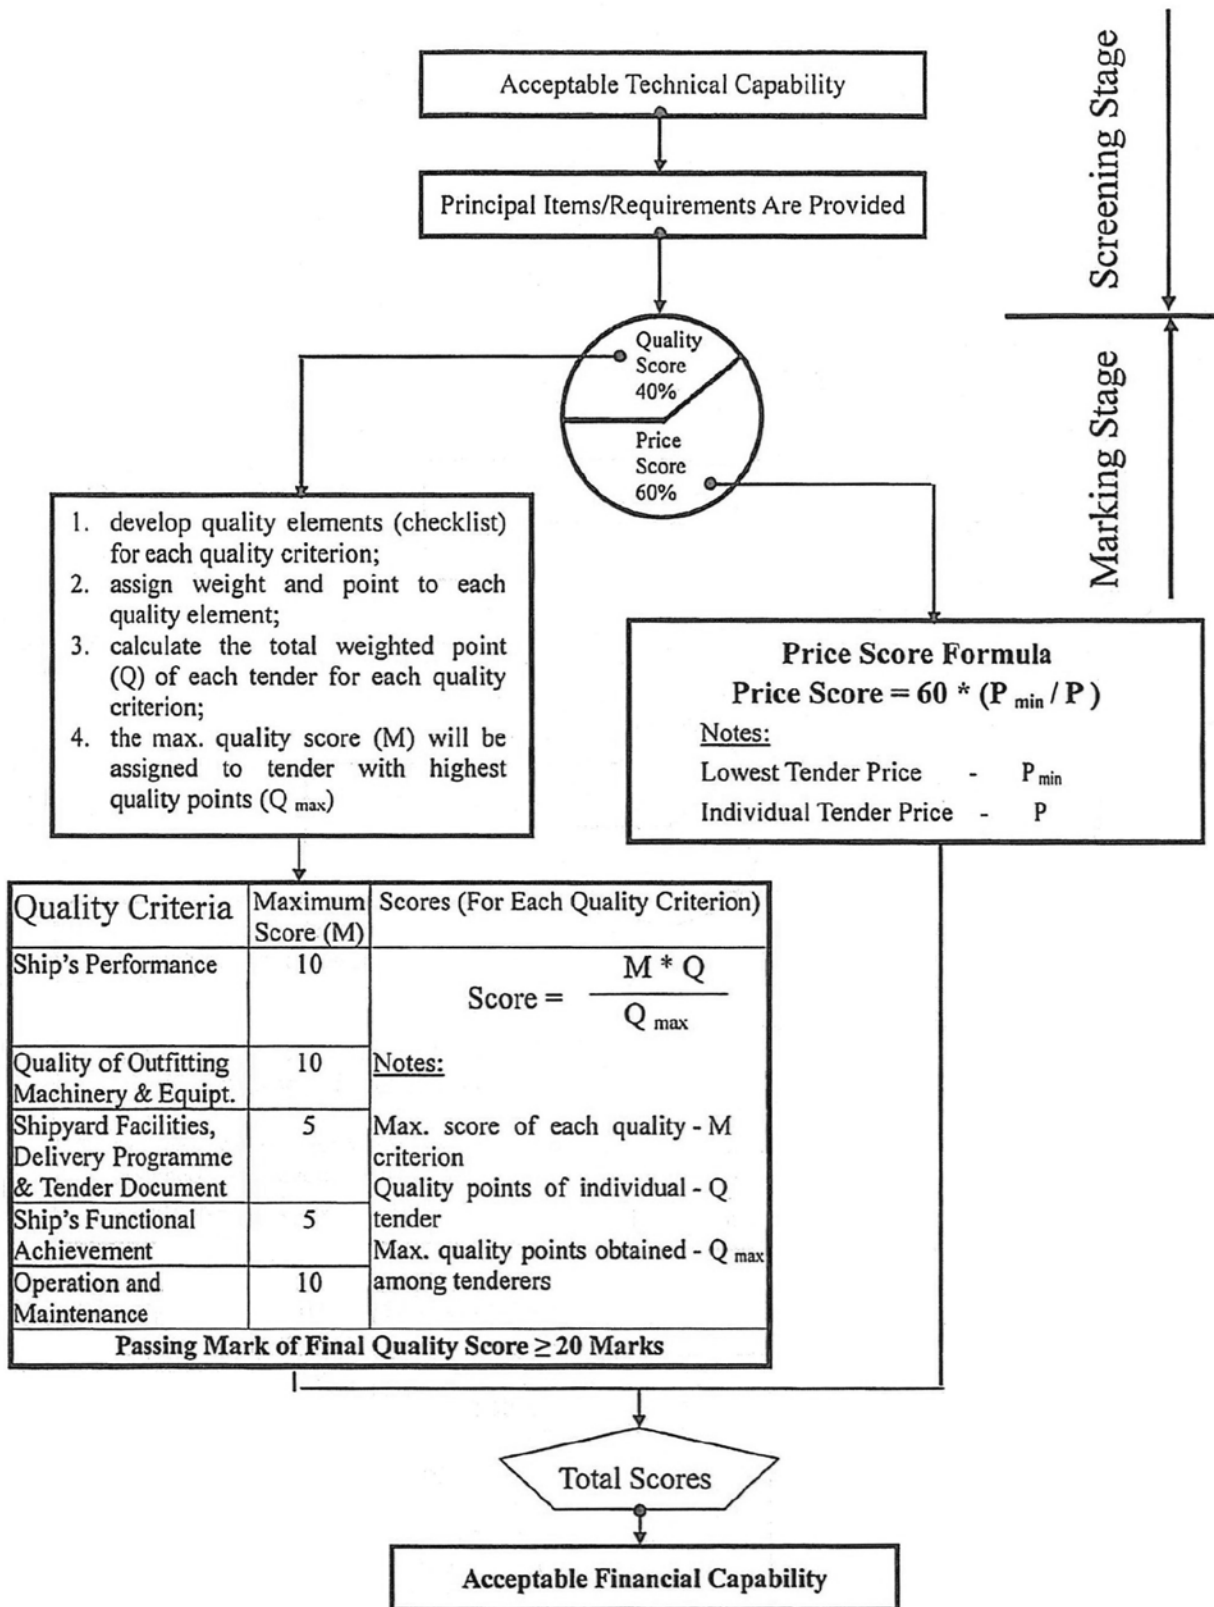 Acceptable Technical Capability
Principal Items/Requirements Are Provided
Screening Stage
Marking Stage
Quality
Score
40%
Price
Score
60%
1. develop quality elements (checklist)
for each quality criterion;
2. assign weight and point to each
quality element;
3. calculate the total weighted point
(Q) of each tender for each quality
criterion;
4. the max. quality score (M) will be
assigned to tender with highest
quality points (Q max)
Price Score Formula
Price Score = 60 * (P min / P )
Notes:
Lowest Tender Price - P min
Individual Tender Price - P
Quality Criteria
Maximum
Score (M)
Scores (For Each Quality Criterion)
Ship's Performance
10
Quality of Outfitting
Machinery & Equipt.
10
Shipyard Facilities,
Delivery Programme
& Tender Document
5
Ship's Functional
Achievement
5
Operation and
Maintenance
10
M * Q
Score =
Q max
Notes:
Max. score of each quality - M
criterion
Quality points of individual - Q
tender
Max. quality points obtained - Q max
among tenderers
Passing Mark of Final Quality Score ≥ 20 Marks
Total Scores
Acceptable Financial Capability